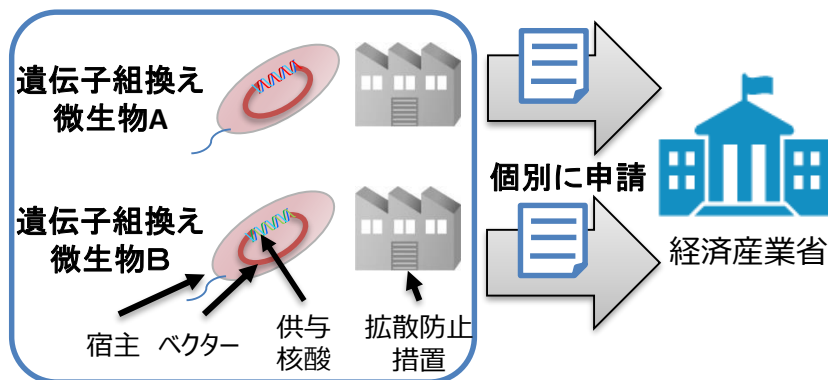 遺伝子組換え
微生物A
個別に申請
経済産業省
遺伝子組換え
微生物B
宿主
ベクター
供与
核酸
拡散防止
措置